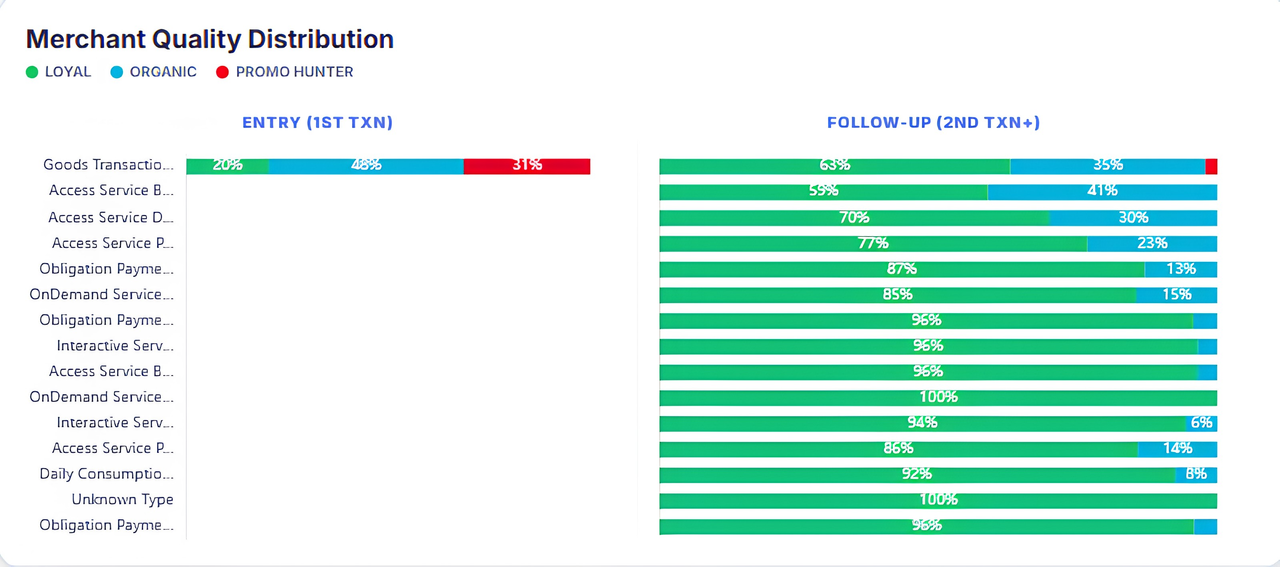 Merchant Quality Distribution
LOYAL ORGANIC PROMO HUNTER
ENTRY (1ST TXN) FOLLOW-UP (2ND TXN+)
Goods Transactio... 20% 48% 31% 63% 35%
Access Service B... 59% 41%
Access Service D... 70% 30%
Access Service P... 77% 23%
Obligation Payme... 87% 13%
OnDemand Service... 85% 15%
Obligation Payme... 96%
Interactive Serv... 96%
Access Service B... 96%
OnDemand Service... 100%
Interactive Serv... 94% 6%
Access Service P... 86% 14%
Daily Consumptio... 92% 8%
Unknown Type 100%
Obligation Payme... 96%